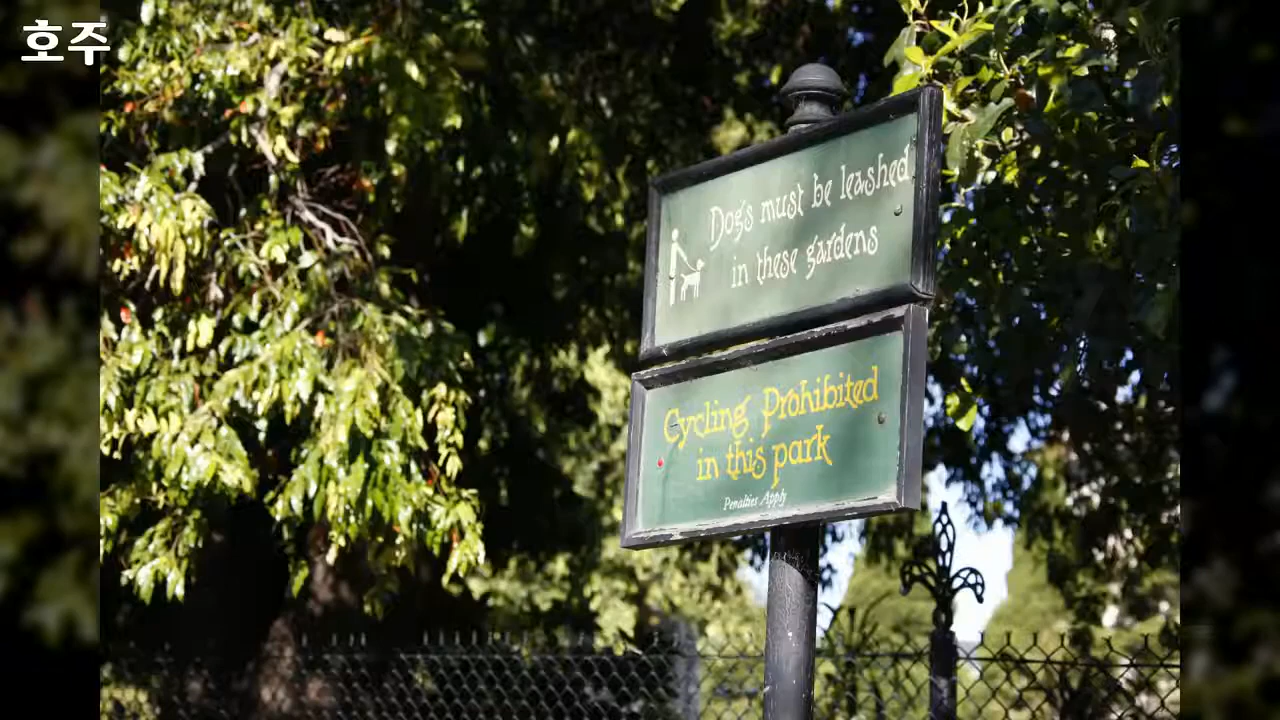 호주
Dogs must be leashed
in these gardens
Cycling Prohibited
in this park
Penalties Apply